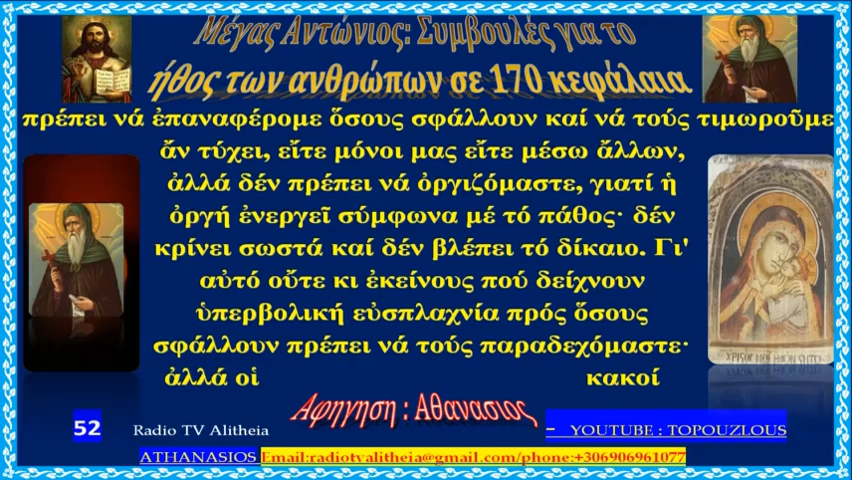 Μέγας Αντώνιος: Συμβουλές για το
ήθος των ανθρώπων σε 170 κεφάλαια
πρέπει νά ἐπαναφέρομε ὅσους σφάλλουν καί νά τούς τιμωροῦμε
ἄν τύχει, εἴτε μόνοι μας εἴτε μέσω ἄλλων,
ἀλλά δέν πρέπει νά ὀργιζόμαστε, γιατί ἡ
ὀργή ἐνεργεῖ σύμφωνα μέ τό πάθος· δέν
κρίνει σωστά καί δέν βλέπει τό δίκαιο. Γι'
αὐτό οὔτε κι ἐκείνους πού δείχνουν
ὑπερβολική εὐσπλαχνία πρός ὅσους
σφάλλουν πρέπει νά τούς παραδεχόμαστε·
ἀλλά οἱ κακοί
Αφηγηση : Αθανασιος
52 Radio TV Alitheia – YOUTUBE : TOPOUZLOUS
ATHANASIOS Email:radiotvalitheia@gmail.com/phone:+306906961077